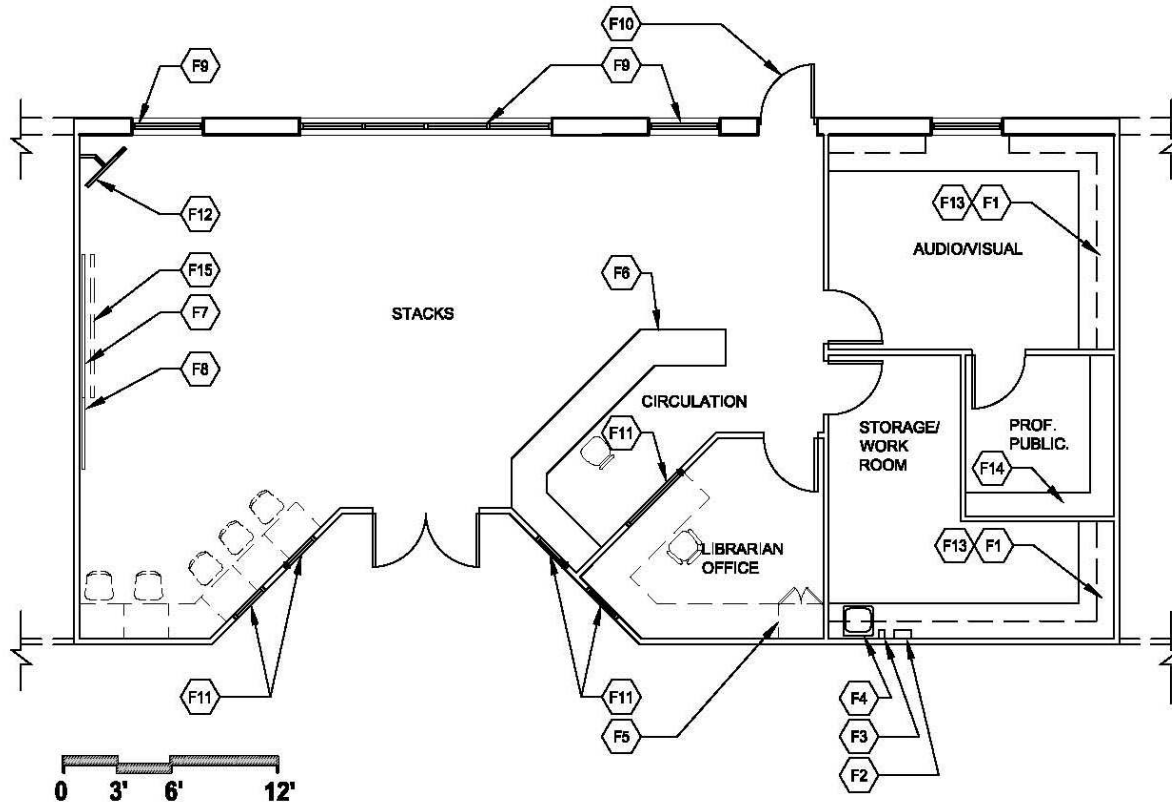 F10
F9
F9
F12
F13
F1
AUDIO/VISUAL
F15
F6
F7
STACKS
F8
CIRCULATION
F11
STORAGE/
WORK
ROOM
PROF.
PUBLIC.
F14
LIBRARIAN
OFFICE
F13
F1
F11
F11
F4
F5
F3
F2
0 3' 6' 12'